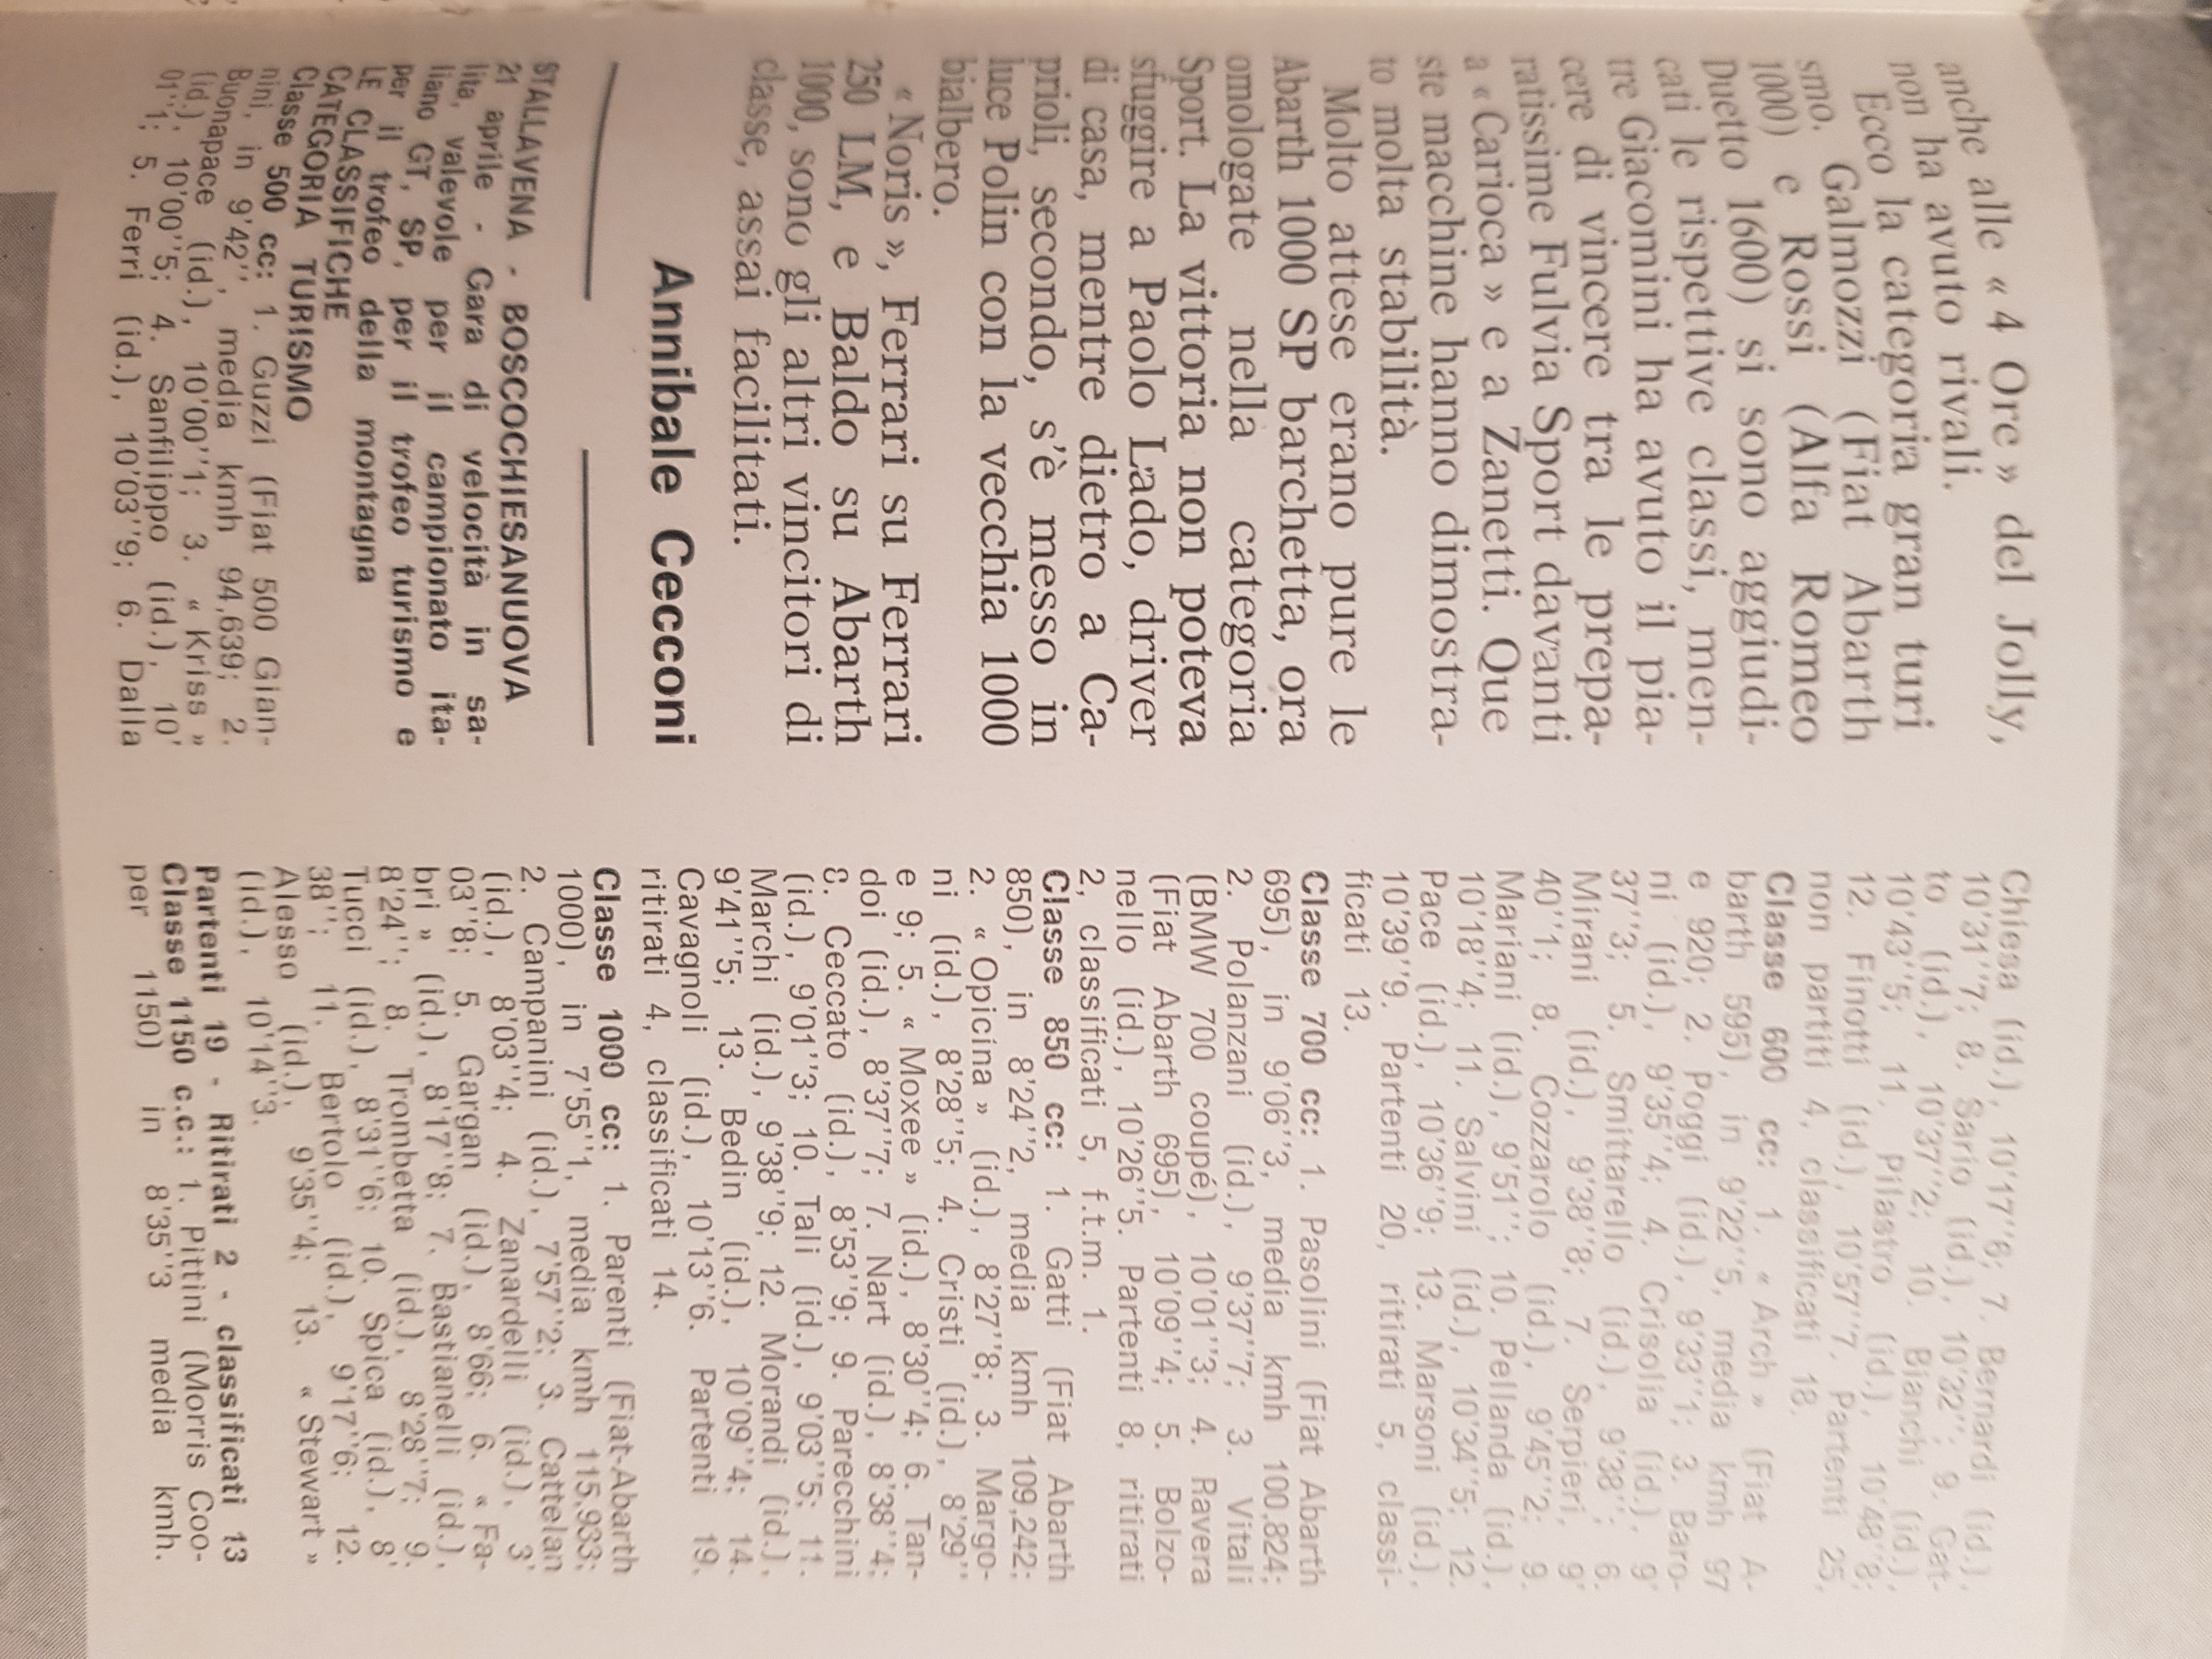 anche alle « 4 Ore » del Jolly,
non ha avuto rivali.
Ecco la categoria gran turi
smo. Galmozzi (Fiat Abarth
1000) e Rossi (Alfa Romeo
Duetto 1600) si sono aggiudi-
cati le rispettive classi, men-
tre Giacomini ha avuto il pia-
cere di vincere tra le prepa-
ratissime Fulvia Sport davanti
a « Carioca » e a Zanetti. Que
ste macchine hanno dimostra-
to molta stabilità.
Molto attese erano pure le
Abarth 1000 SP barchetta, ora
omologate nella categoria
Sport. La vittoria non poteva
sfuggire a Paolo Lado, driver
di casa, mentre dietro a Ca-
prioli, secondo, s'è messo in
luce Polin con la vecchia 1000
bialbero.
« Noris », Ferrari su Ferrari
250 LM, e Baldo su Abarth
1000, sono gli altri vincitori di
classe, assai facilitati.
Annibale Cecconi
STALLAVENA - BOSCOCHIESANUOVA
21 aprile - Gara di velocità in sa-
lita, valevole per il campionato ita-
liano GT, SP, per il trofeo turismo e
per il trofeo della montagna
LE CLASSIFICHE
CATEGORIA TURISMO
Classe 500 cc: 1. Guzzi (Fiat 500 Gian-
nini, in 9'42'', media kmh 94,639; 2.
Buonapace (id.), 10'00''1; 3. « Kriss »
(id.); 10'00''5; 4. Sanfilippo (id.), 10'
01''1; 5. Ferri (id.), 10'03''9; 6. Dalla
Chiesa (id.), 10'17''6; 7. Bernardi (id.),
10'31''7; 8. Sario (id.), 10'32''; 9. Gat-
to (id.), 10'37''2; 10. Bianchi (id.),
10'43''5; 11. Pilastro (id.), 10'48''8;
12. Finotti (id.), 10'57''7. Partenti 25,
non partiti 4, classificati 18.
Classe 600 cc: 1. « Arch » (Fiat A-
barth 595), in 9'22''5, media kmh 97
e 920; 2. Poggi (id.), 9'33''1; 3. Baro-
ni (id.), 9'35''4; 4. Crisolia (id.), 9'
37''3; 5. Smittarello (id.), 9'38''; 6.
Mirani (id.), 9'38''8; 7. Serpieri, 9'
40''1; 8. Cozzarolo (id.), 9'45''2; 9.
Mariani (id.), 9'51''; 10. Pellanda (id.),
10'18''4; 11. Salvini (id.), 10'34''5; 12.
Pace (id.), 10'36''9; 13. Marsoni (id.),
10'39''9. Partenti 20, ritirati 5, classi-
ficati 13.
Classe 700 cc: 1. Pasolini (Fiat Abarth
695), in 9'06''3, media kmh 100,824;
2. Polanzani (id.), 9'37''7; 3. Vitali
(BMW 700 coupé), 10'01''3; 4. Ravera
(Fiat Abarth 695), 10'09''4; 5. Bolzo-
nello (id.), 10'26''5. Partenti 8, ritirati
2, classificati 5, f.t.m. 1.
Classe 850 cc: 1. Gatti (Fiat Abarth
850), in 8'24''2, media kmh 109,242;
2. « Opicina » (id.), 8'27''8; 3. Margo-
ni (id.), 8'28''5; 4. Cristi (id.), 8'29''
e 9; 5. « Moxee » (id.), 8'30''4; 6. Tan-
doi (id.), 8'37''7; 7. Nart (id.), 8'38''4;
8. Ceccato (id.), 8'53''9; 9. Parecchini
(id.), 9'01''3; 10. Tali (id.), 9'03''5; 11.
Marchi (id.), 9'38''9; 12. Morandi (id.),
9'41''5; 13. Bedin (id.), 10'09''4; 14.
Cavagnoli (id.), 10'13''6. Partenti 19,
ritirati 4, classificati 14.
Classe 1000 cc: 1. Parenti (Fiat-Abarth
1000), in 7'55''1, media kmh 115,933;
2. Campanini (id.), 7'57''2; 3. Cattelan
(id.), 8'03''4; 4. Zanardelli (id.), 3'
03''8; 5. Gargan (id.), 8'66; 6. « Fa-
bri » (id.), 8'17''8; 7. Bastianelli (id.),
8'24''; 8. Trombetta (id.), 8'28''7; 9.
Tucci (id.), 8'31''6; 10. Spica (id.), 8'
38''; 11. Bertolo (id.), 9'17''6; 12.
Alesso (id.), 9'35''4; 13. « Stewart »
(id.), 10'14''3.
Partenti 19 - Ritirati 2 - classificati 13
Classe 1150 c.c.: 1. Pittini (Morris Coo-
per 1150) in 8'35''3 media kmh.